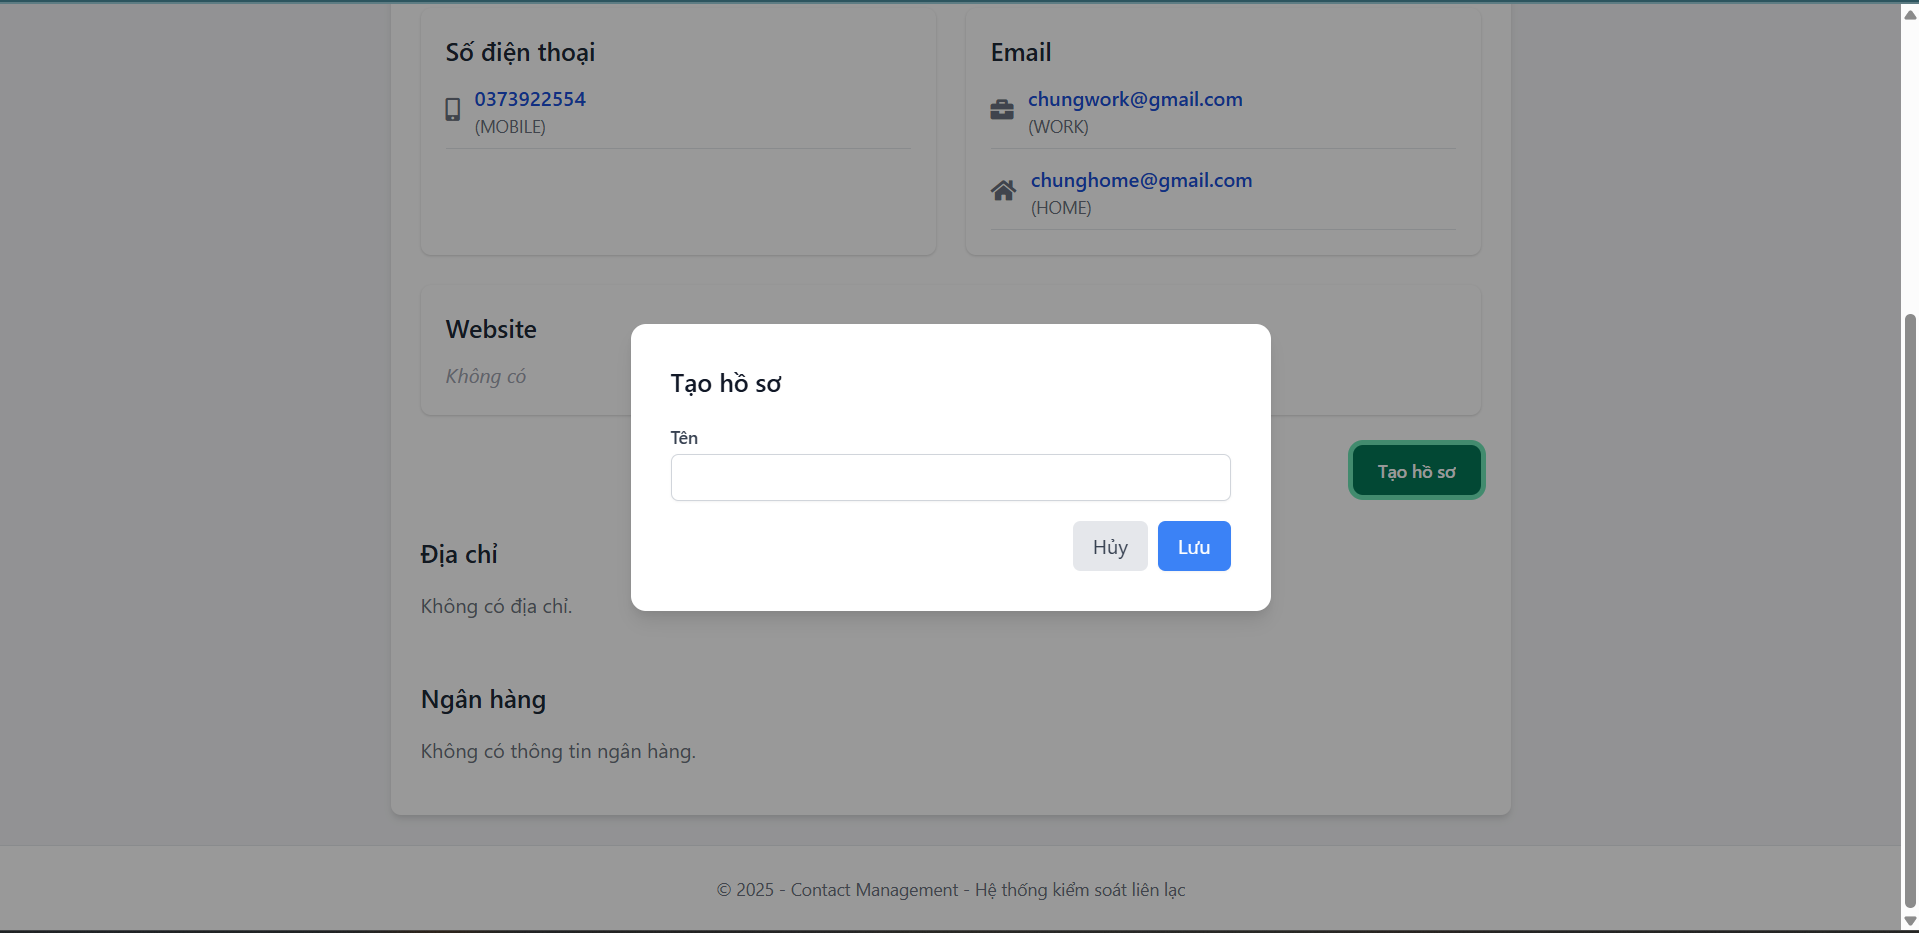 Số điện thoại
0373922554
(MOBILE)
Email
chungwork@gmail.com
(WORK)
chunghome@gmail.com
(HOME)
Website
Không có
Tạo hồ sơ
Tên
Hủy
Lưu
Tạo hồ sơ
Địa chỉ
Không có địa chỉ.
Ngân hàng
Không có thông tin ngân hàng.
© 2025 - Contact Management - Hệ thống kiểm soát liên lạc